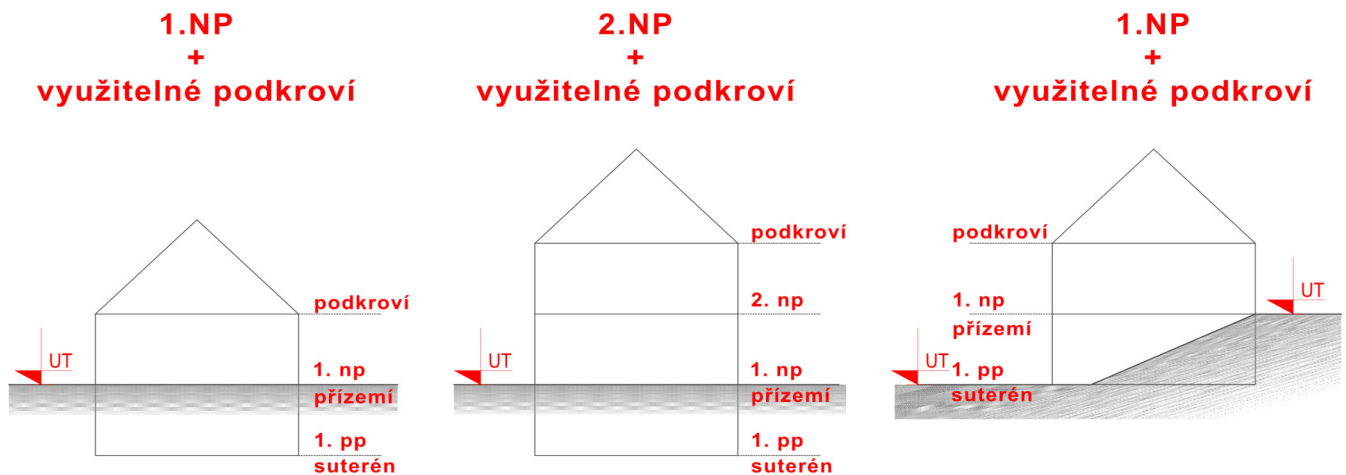 1.NP
+
využitelné podkroví
podkroví
UT
1. np
přízemí
1. pp
suterén
2.NP
+
využitelné podkroví
podkroví
2. np
UT
1. np
přízemí
1. pp
suterén
1.NP
+
využitelné podkroví
podkroví
UT
1. np
přízemí
UT
1. pp
suterén